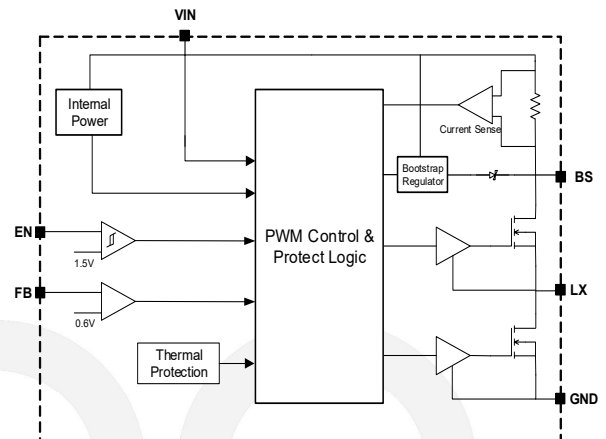 VIN
Internal
Power
Current Sense
Bootstrap
Regulator
BS
EN
1.5V
PWM Control &
Protect Logic
FB
LX
0.6V
Thermal
Protection
GND